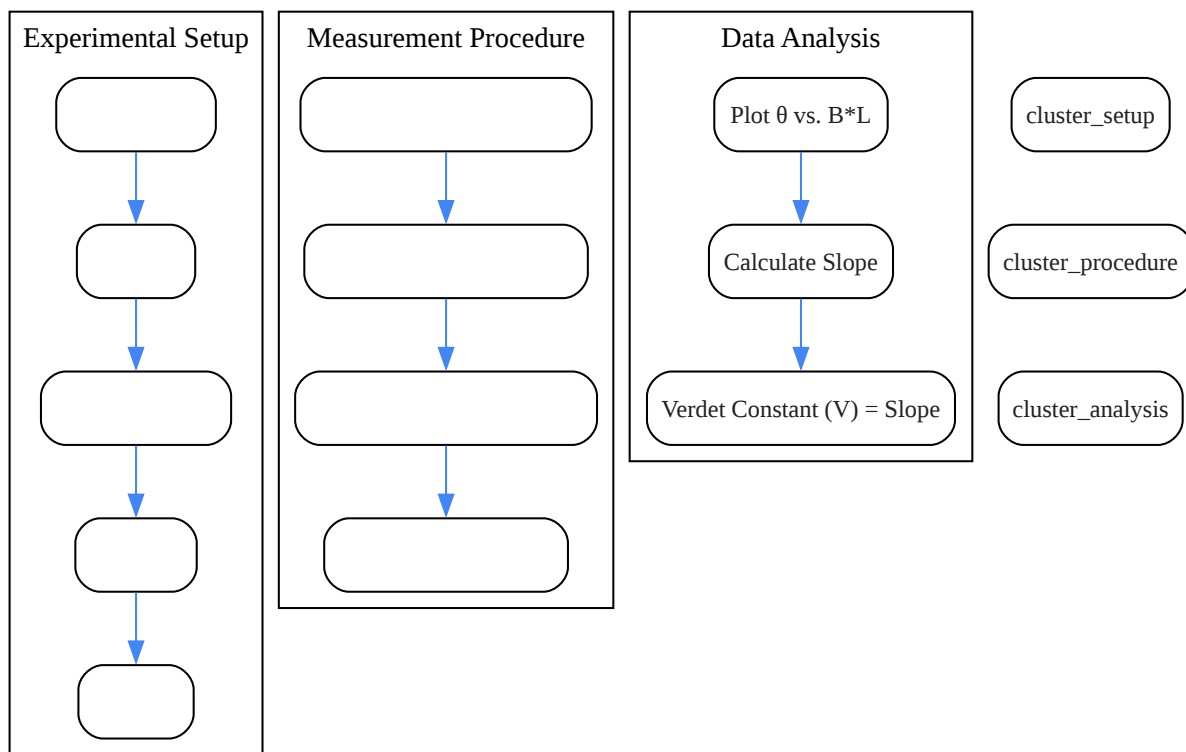 Experimental Setup
Measurement Procedure
Data Analysis
Plot θ vs. B*L
cluster_setup
Calculate Slope
cluster_procedure
Verdet Constant (V) = Slope
cluster_analysis